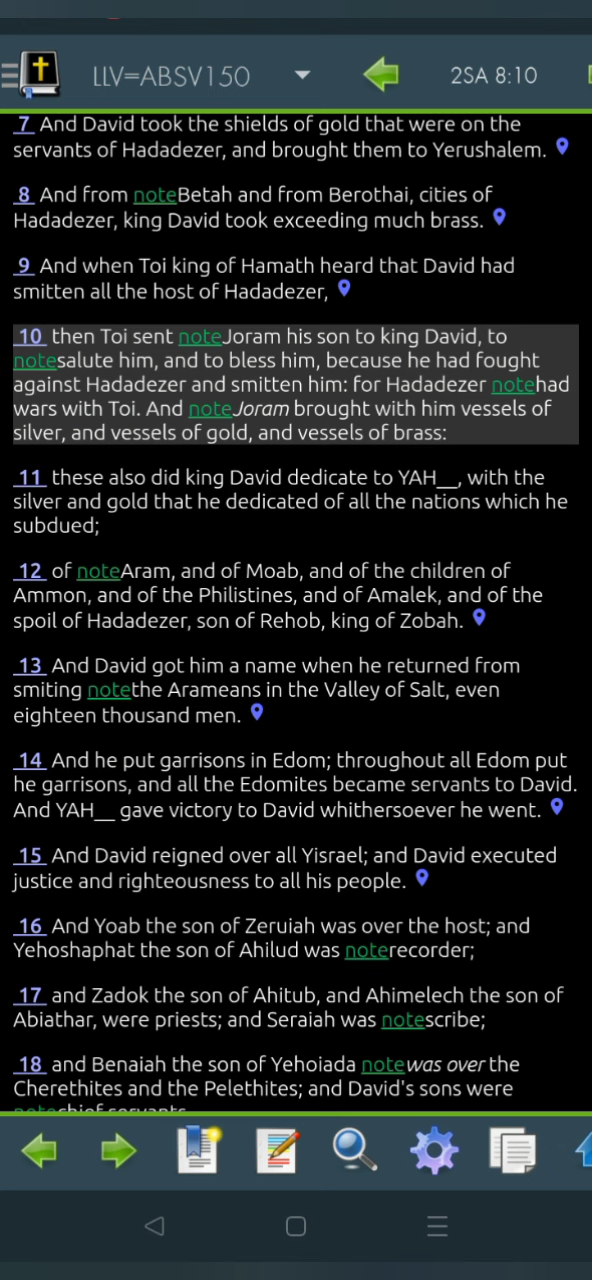 LLV=ABSV150 2SA 8:10
7 And David took the shields of gold that were on the
servants of Hadadezer, and brought them to Yerushalem.
8 And from noteBetah and from Berothai, cities of
Hadadezer, king David took exceeding much brass.
9 And when Toi king of Hamath heard that David had
smitten all the host of Hadadezer,
10 then Toi sent noteJoram his son to king David, to
notesalute him, and to bless him, because he had fought
against Hadadezer and smitten him: for Hadadezer notehad
wars with Toi. And noteJoram brought with him vessels of
silver, and vessels of gold, and vessels of brass:
11 these also did king David dedicate to YAH__, with the
silver and gold that he dedicated of all the nations which he
subdued;
12 of noteAram, and of Moab, and of the children of
Ammon, and of the Philistines, and of Amalek, and of the
spoil of Hadadezer, son of Rehob, king of Zobah.
13 And David got him a name when he returned from
smiting notethe Arameans in the Valley of Salt, even
eighteen thousand men.
14 And he put garrisons in Edom; throughout all Edom put
he garrisons, and all the Edomites became servants to David.
And YAH__ gave victory to David whithersoever he went.
15 And David reigned over all Yisrael; and David executed
justice and righteousness to all his people.
16 And Yoab the son of Zeruiah was over the host; and
Yehoshaphat the son of Ahilud was noterecorder;
17 and Zadok the son of Ahitub, and Ahimelech the son of
Abiathar, were priests; and Seraiah was notescribe;
18 and Benaiah the son of Yehoiada notewas over the
Cherethites and the Pelethites; and David's sons were
notechief servants